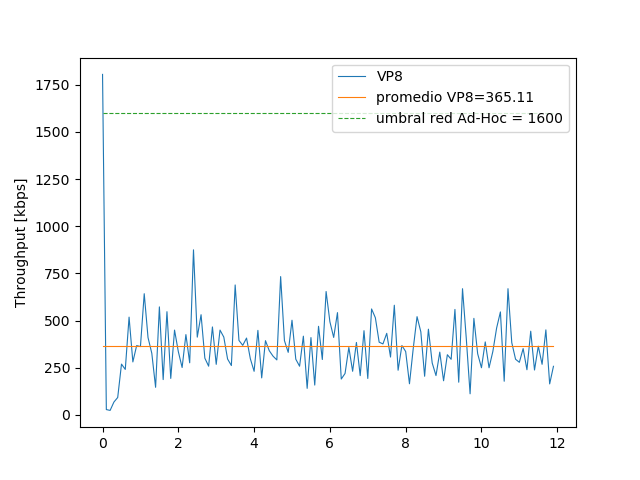 VP8
promedio VP8=365.11
umbral red Ad-Hoc = 1600
Throughput [kbps]
1750
1500
1250
1000
750
500
250
0
0 2 4 6 8 10 12